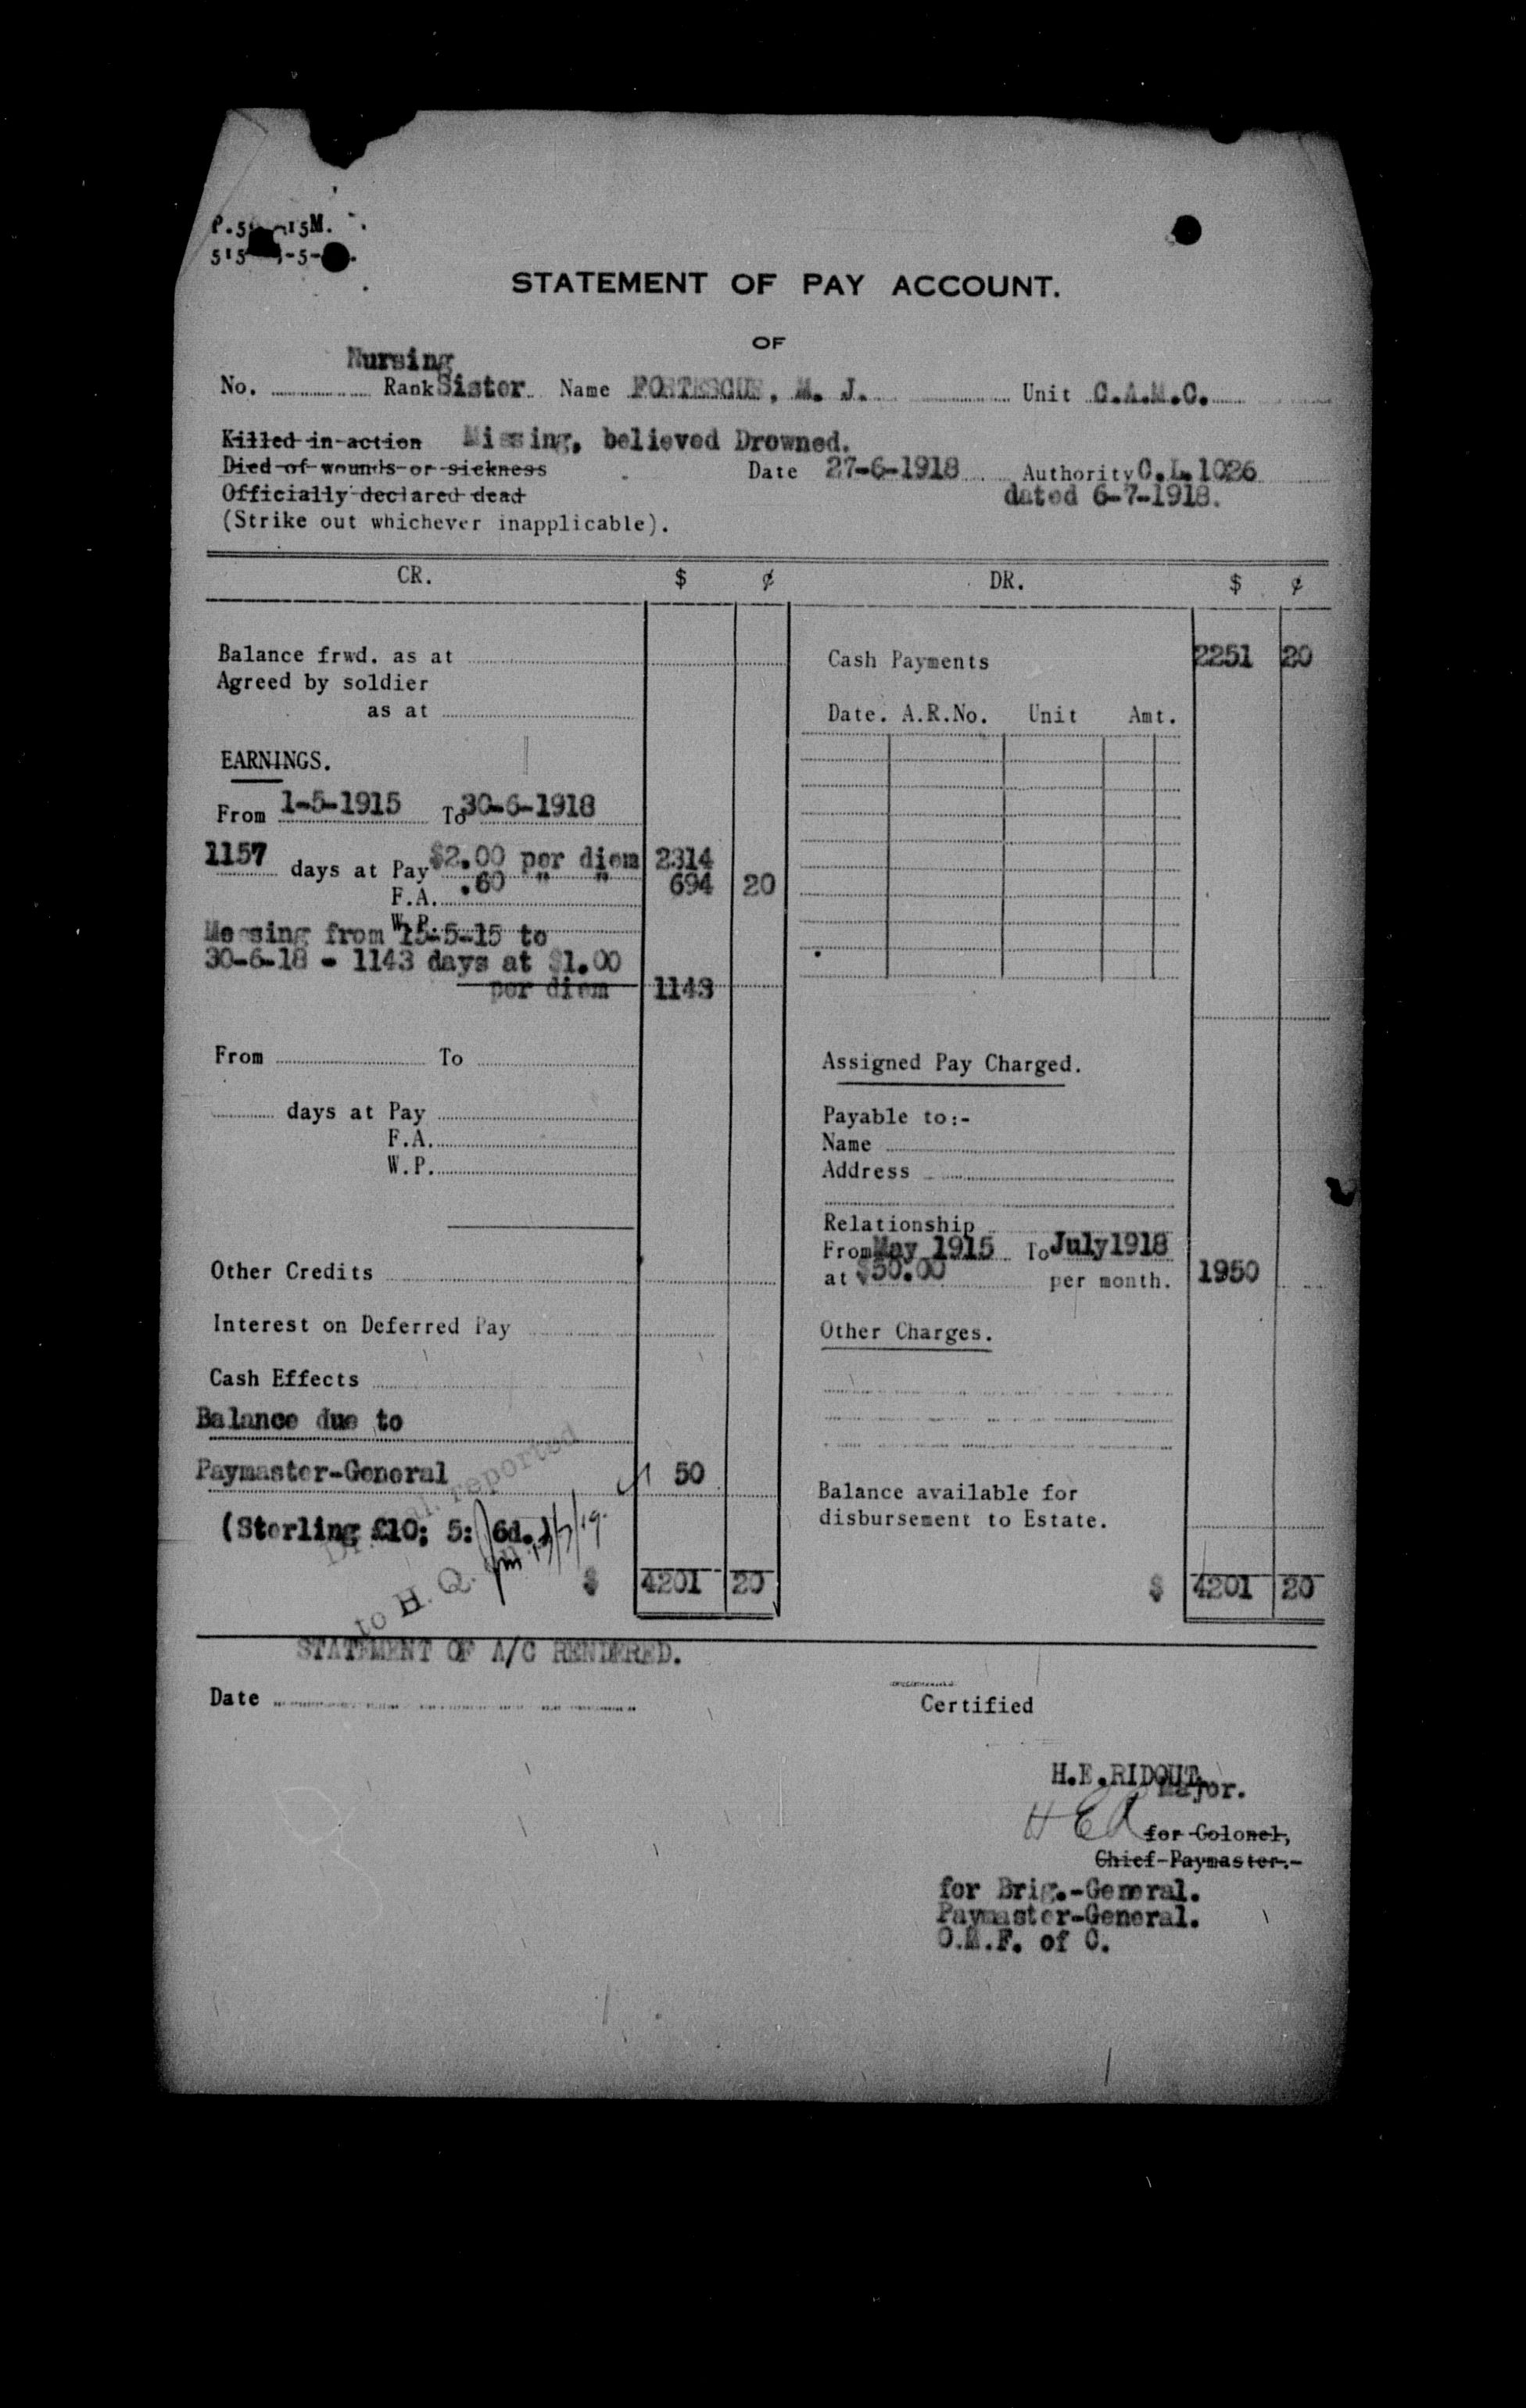 STATEMENT OF PAY ACCOUNT.
OF
Nursing
No. Rank Sister Name FORTESCUE, M. J. Unit C.A.M.C.
Killed in action Missing, believed Drowned.
Died of wounds or sickness Date 27-6-1918 Authority C.L.1026
Officially declared dead dated 6-7-1918.
(Strike out whichever inapplicable).
CR. $ ¢ DR. $ ¢
Balance frwd. as at Cash Payments 2251 20
Agreed by soldier
as at Date. A.R.No. Unit Amt.
EARNINGS.
From 1-5-1915 To 30-6-1918
1157 days at Pay $2.00 per diem 2314
F.A. .60 " " 694 20
W.P.
Messing from 15-5-15 to
30-6-18 - 1143 days at $1.00
per diem 1143
From To Assigned Pay Charged.
days at Pay Payable to:-
F.A. Name
W.P. Address
Relationship
From May 1915 To July 1918
Other Credits at $50.00 per month. 1950
Interest on Deferred Pay Other Charges.
Cash Effects
Balance due to
Paymaster-General 50
Balance available for
(Sterling £10: 5: 6d.) disbursement to Estate.
reported
to H. Q.
$ 4201 20 $ 4201 20
STATEMENT OF A/C RENDERED.
Date Certified
H.E.RIDOUT,
Major.
HER for Colonel,
Chief Paymaster.-
for Brig.-General.
Paymaster-General.
O.M.F. of C.